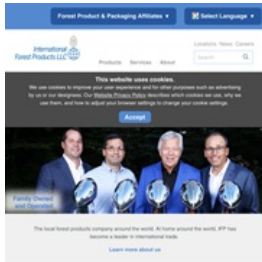 Forest Product & Packaging Affiliates ▼
Select Language ▼
International
Forest Products LLC
Locations News Careers
Search
Products Services About
This website uses cookies.
We use cookies to improve your user experience and for other purposes such as advertising
by us or our designees. Our Website Privacy Policy describes which cookies we use, why we
use them, and how to adjust your browser settings to change your cookie settings.
Accept
Family Owned
and Operated
The local forest products company around the world. At home around the world, IFP has
become a leader in international trade.
Learn more about us